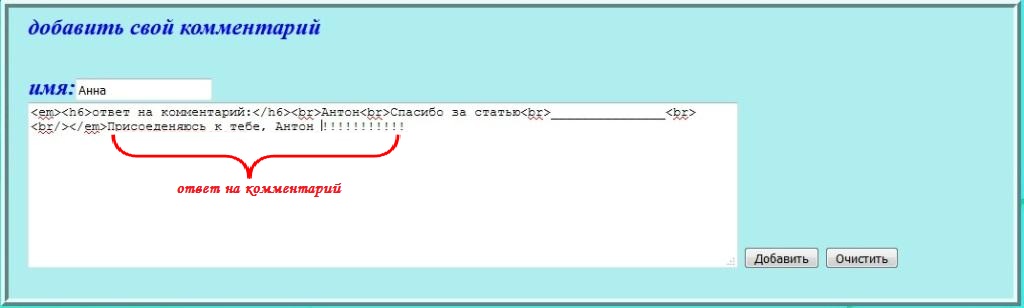 добавить свой комментарий
имя: Анна
<em><h6>ответ на комментарий:</h6><br>Антон<br>Спасибо за статью<br>________________<br>
<br/></em>Присоеденяюсь к тебе, Антон !!!!!!!!!!!!
ответ на комментарий
Добавить Очистить